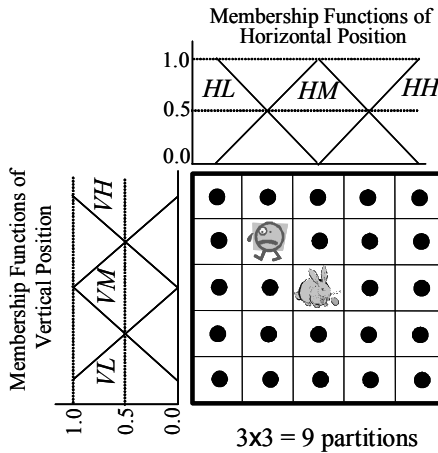 Membership Functions of
Horizontal Position
1.0
0.5
0.0
HL
HM
HH
Membership Functions of
Vertical Position
VH
VM
VL
1.0
0.5
0.0
3x3 = 9 partitions